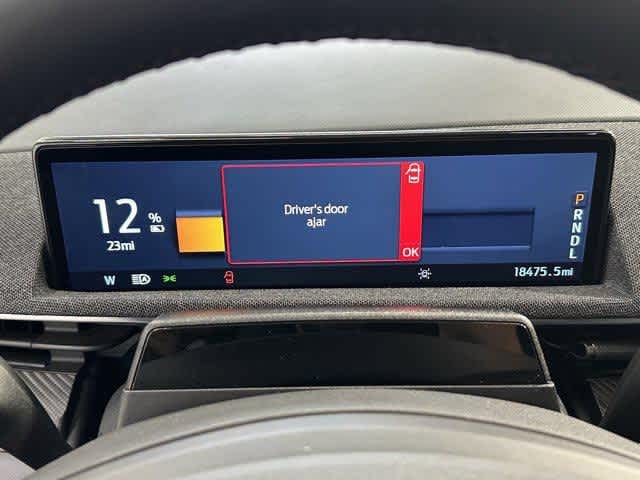 12 %
23mi
Driver's door
ajar
OK
P
R
N
D
L
W
18475.5mi